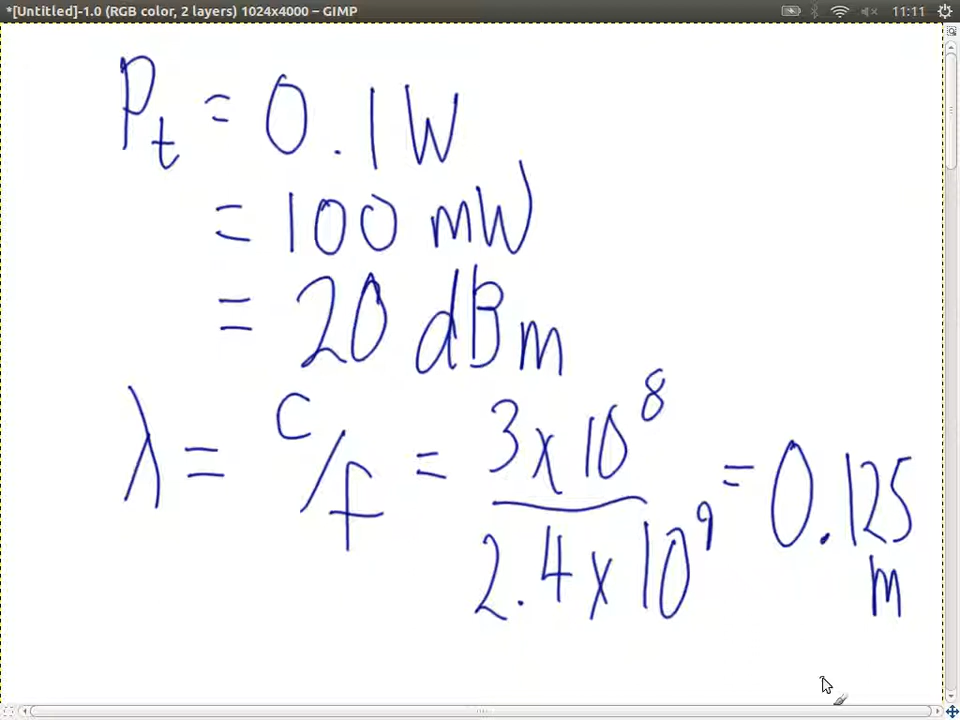 *[Untitled]-1.0 (RGB color, 2 layers) 1024x4000 – GIMP
11:11
Pt = 0.1W
= 100 mW
= 20 dBm
λ = c/f = 3x10^8 / 2.4x10^9 = 0.125 m